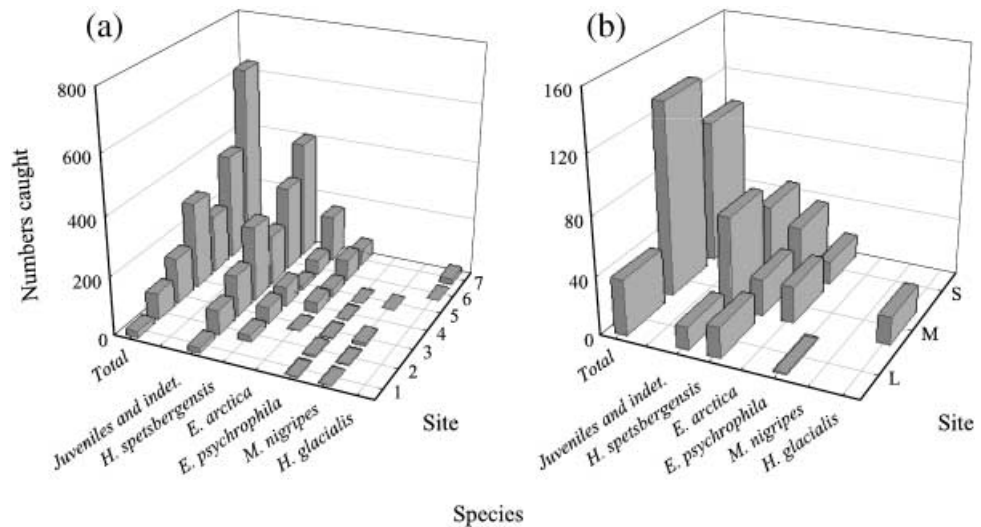 (a)
Numbers caught
800
600
400
200
0
Total
Juveniles and indet.
H. spetsbergensis
E. arctica
E. psychrophila
M. nigripes
H. glacialis
1
2
3
4
5
6
7
Site
(b)
160
120
80
40
0
Total
Juveniles and indet.
H. spetsbergensis
E. arctica
E. psychrophila
M. nigripes
H. glacialis
L
M
S
Site
Species